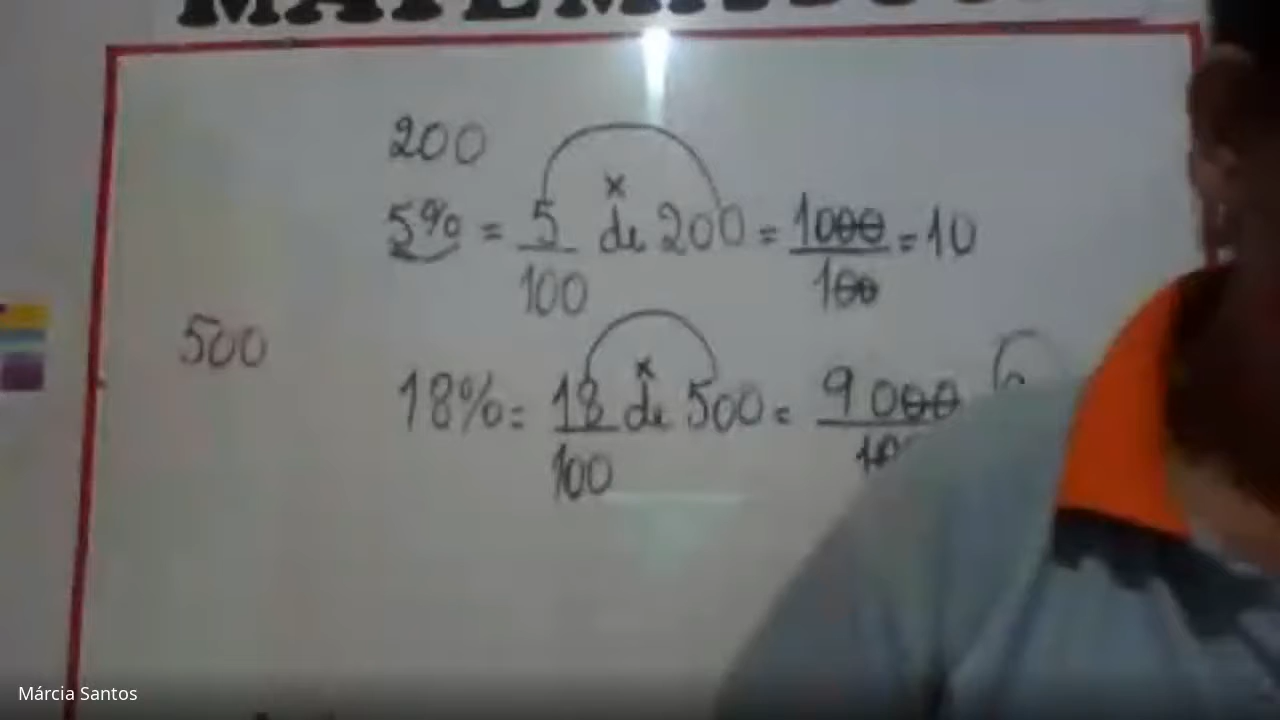 200
5% = 5/100 de 200 = 1000/100 = 10
×
500
18% = 18/100 de 500 = 9000/
×
Márcia Santos